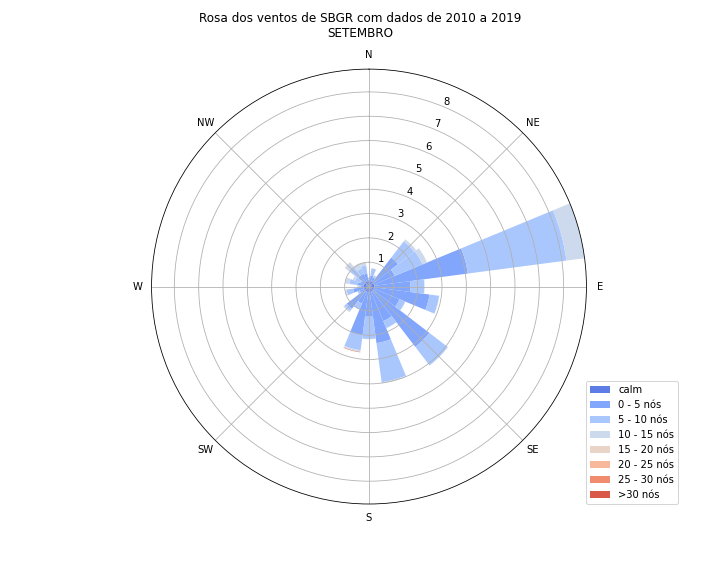 Rosa dos ventos de SBGR com dados de 2010 a 2019
SETEMBRO
N
NW
NE
8
7
6
5
4
3
2
1
W
E
SW
SE
S
calm
0 - 5 nós
5 - 10 nós
10 - 15 nós
15 - 20 nós
20 - 25 nós
25 - 30 nós
>30 nós